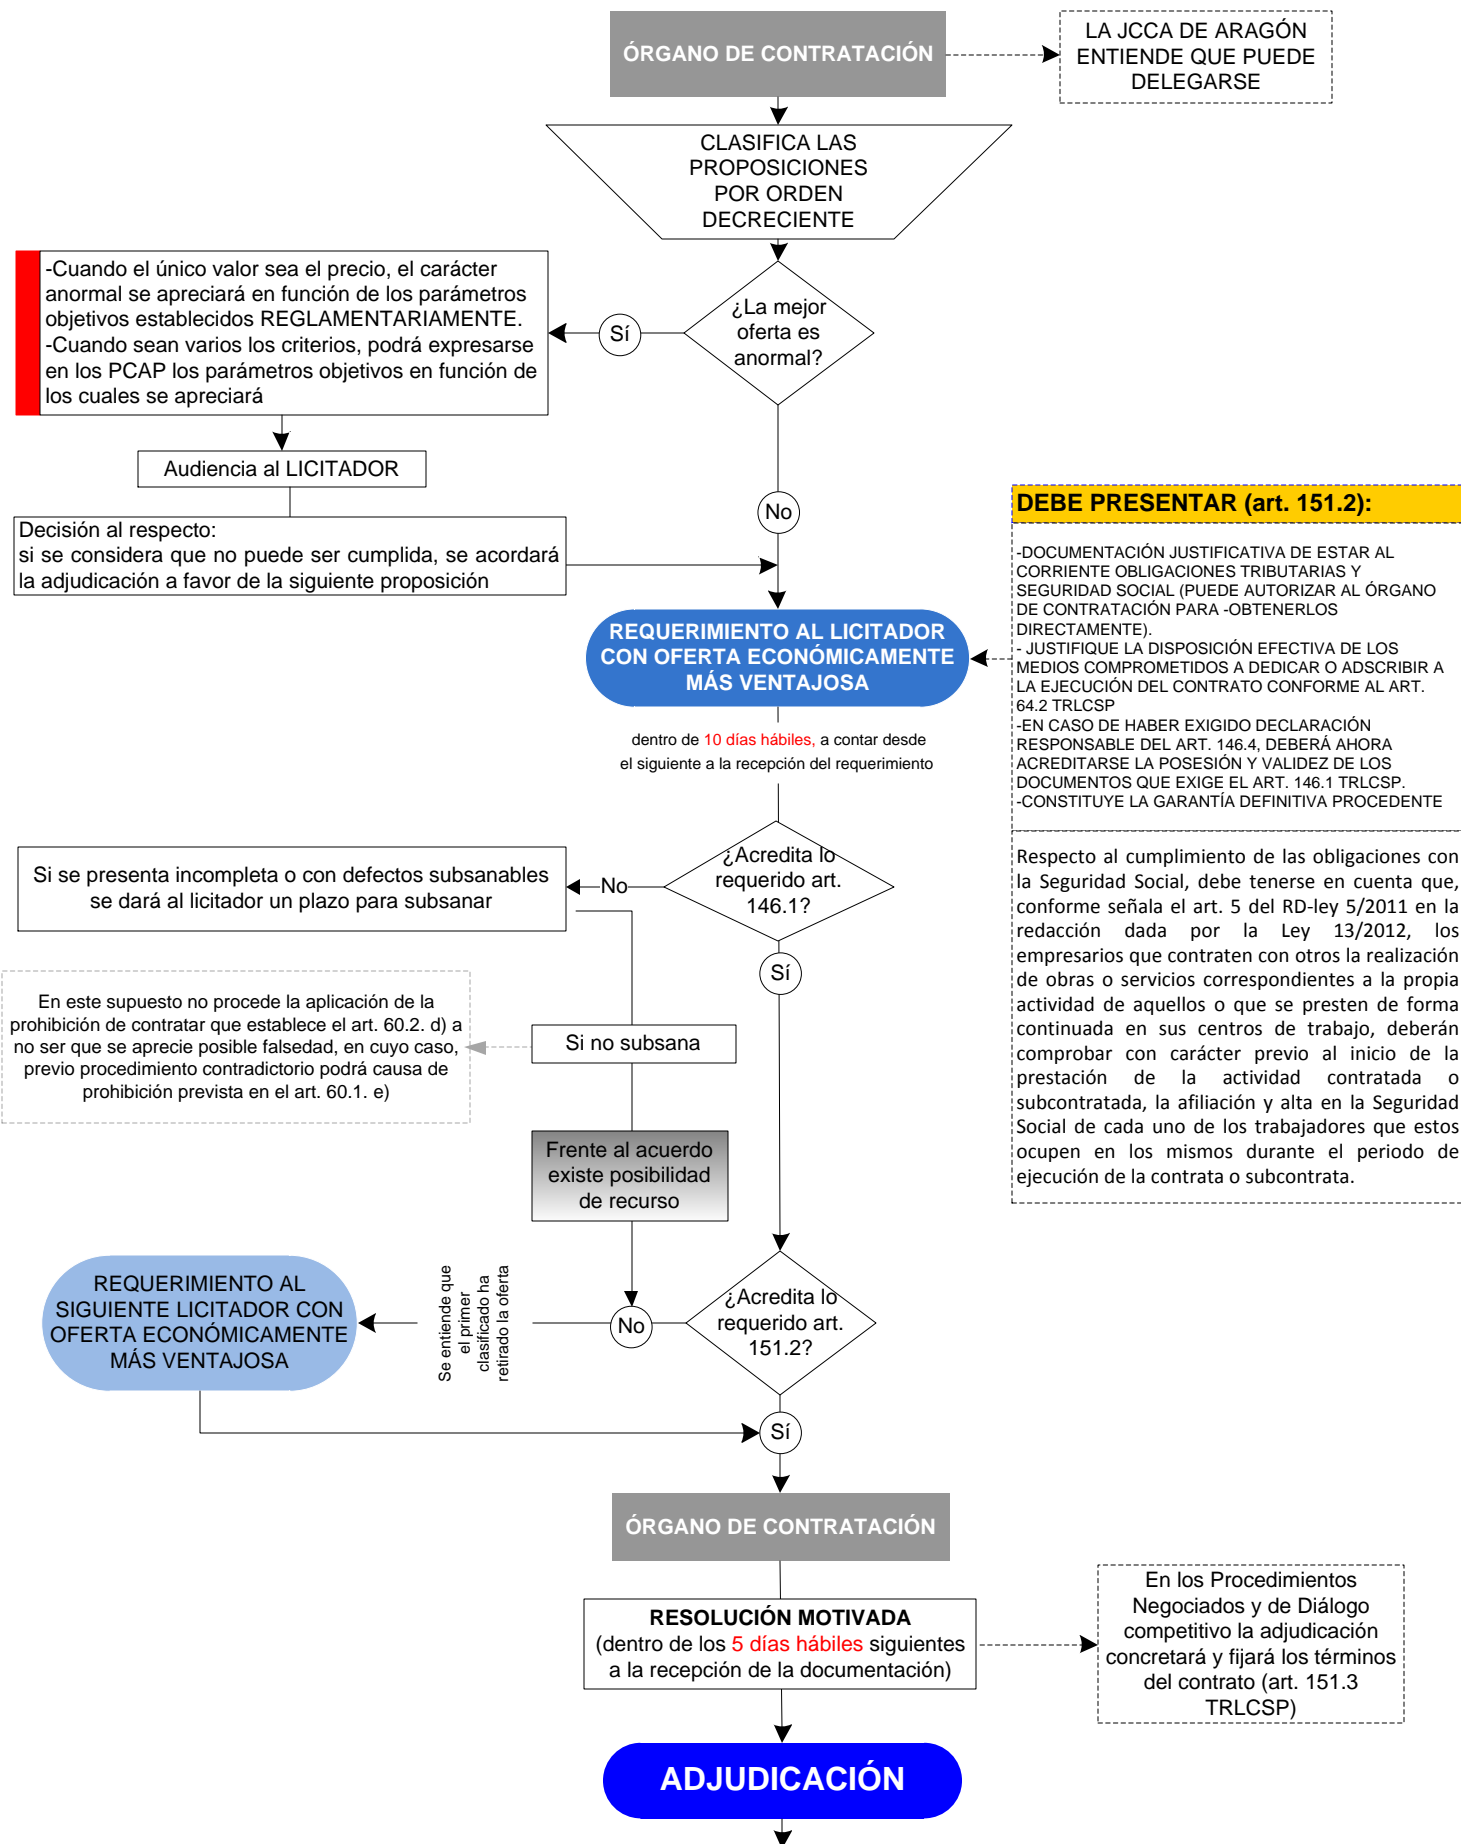 ÓRGANO DE CONTRATACIÓN
LA JCCA DE ARAGÓN
ENTIENDE QUE PUEDE
DELEGARSE
CLASIFICA LAS
PROPOSICIONES
POR ORDEN
DECRECIENTE
-Cuando el único valor sea el precio, el carácter
anormal se apreciará en función de los parámetros
objetivos establecidos REGLAMENTARIAMENTE.
-Cuando sean varios los criterios, podrá expresarse
en los PCAP los parámetros objetivos en función de
los cuales se apreciará
Sí
¿La mejor
oferta es
anormal?
Audiencia al LICITADOR
No
Decisión al respecto:
si se considera que no puede ser cumplida, se acordará
la adjudicación a favor de la siguiente proposición
DEBE PRESENTAR (art. 151.2):
-DOCUMENTACIÓN JUSTIFICATIVA DE ESTAR AL
CORRIENTE OBLIGACIONES TRIBUTARIAS Y
SEGURIDAD SOCIAL (PUEDE AUTORIZAR AL ÓRGANO
DE CONTRATACIÓN PARA -OBTENERLOS
DIRECTAMENTE).
- JUSTIFIQUE LA DISPOSICIÓN EFECTIVA DE LOS
MEDIOS COMPROMETIDOS A DEDICAR O ADSCRIBIR A
LA EJECUCIÓN DEL CONTRATO CONFORME AL ART.
64.2 TRLCSP
-EN CASO DE HABER EXIGIDO DECLARACIÓN
RESPONSABLE DEL ART. 146.4, DEBERÁ AHORA
ACREDITARSE LA POSESIÓN Y VALIDEZ DE LOS
DOCUMENTOS QUE EXIGE EL ART. 146.1 TRLCSP.
-CONSTITUYE LA GARANTÍA DEFINITIVA PROCEDENTE
REQUERIMIENTO AL LICITADOR
CON OFERTA ECONÓMICAMENTE
MÁS VENTAJOSA
dentro de 10 días hábiles, a contar desde
el siguiente a la recepción del requerimiento
Respecto al cumplimiento de las obligaciones con
la Seguridad Social, debe tenerse en cuenta que,
conforme señala el art. 5 del RD-ley 5/2011 en la
redacción dada por la Ley 13/2012, los
empresarios que contraten con otros la realización
de obras o servicios correspondientes a la propia
actividad de aquellos o que se presten de forma
continuada en sus centros de trabajo, deberán
comprobar con carácter previo al inicio de la
prestación de la actividad contratada o
subcontratada, la afiliación y alta en la Seguridad
Social de cada uno de los trabajadores que estos
ocupen en los mismos durante el periodo de
ejecución de la contrata o subcontrata.
Si se presenta incompleta o con defectos subsanables
se dará al licitador un plazo para subsanar
No
¿Acredita lo
requerido art.
146.1?
Sí
En este supuesto no procede la aplicación de la
prohibición de contratar que establece el art. 60.2. d) a
no ser que se aprecie posible falsedad, en cuyo caso,
previo procedimiento contradictorio podrá causa de
prohibición prevista en el art. 60.1. e)
Si no subsana
Frente al acuerdo
existe posibilidad
de recurso
REQUERIMIENTO AL
SIGUIENTE LICITADOR CON
OFERTA ECONÓMICAMENTE
MÁS VENTAJOSA
Se entiende que
el primer
clasificado ha
retirado la oferta
No
¿Acredita lo
requerido art.
151.2?
Sí
ÓRGANO DE CONTRATACIÓN
RESOLUCIÓN MOTIVADA
(dentro de los 5 días hábiles siguientes
a la recepción de la documentación)
En los Procedimientos
Negociados y de Diálogo
competitivo la adjudicación
concretará y fijará los términos
del contrato (art. 151.3
TRLCSP)
ADJUDICACIÓN